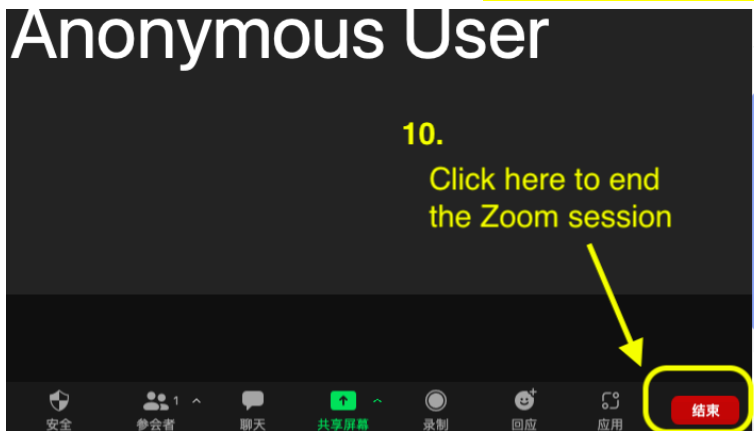 Anonymous User
10.
Click here to end
the Zoom session
1
安全
参会者
聊天
共享屏幕
录制
回应
应用
结束